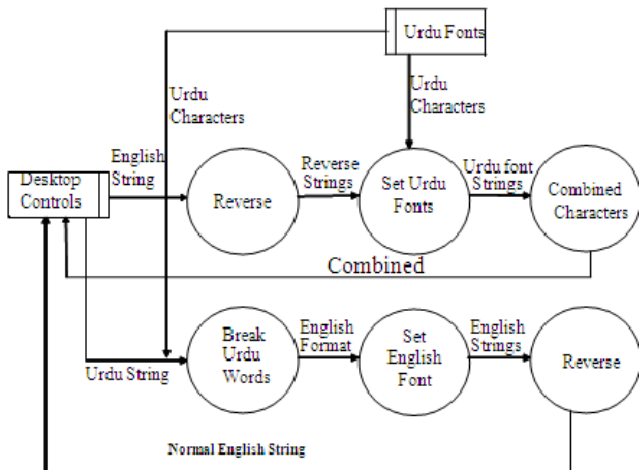 Urdu Fonts
Urdu
Characters
Urdu
Characters
English
String
Desktop
Controls
Reverse
Reverse
Strings
Set Urdu
Fonts
Urdu font
Strings
Combined
Characters
Combined
Urdu String
Break
Urdu
Words
English
Format
Set
English
Font
English
Strings
Reverse
Normal English String